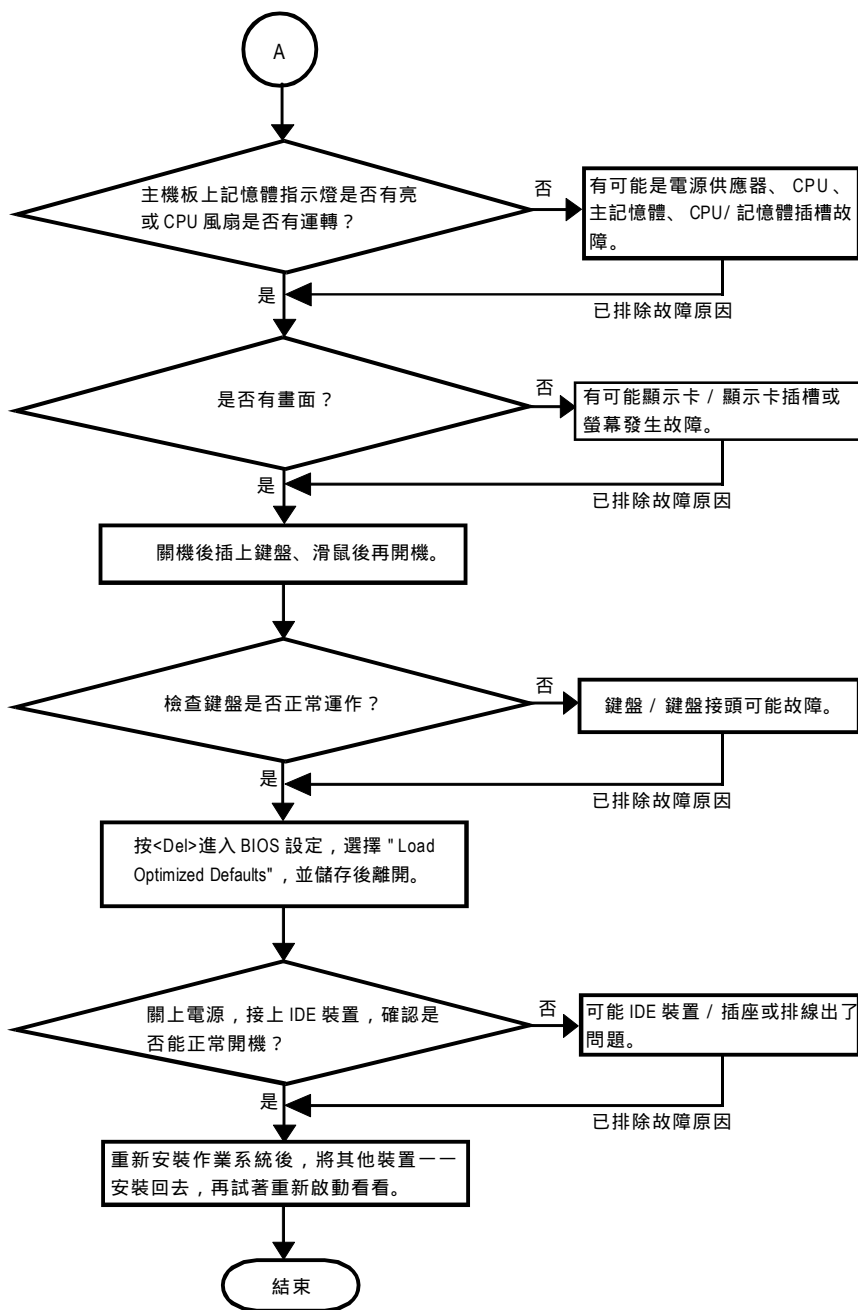 A
主機板上記憶體指示燈是否有亮
或 CPU 風扇是否有運轉？
否
有可能是電源供應器、 CPU 、
主記憶體、 CPU/ 記憶體插槽故
障。
是
已排除故障原因
是否有畫面？
否
有可能顯示卡 / 顯示卡插槽或
螢幕發生故障。
是
已排除故障原因
關機後插上鍵盤、滑鼠後再開機。
檢查鍵盤是否正常運作？
否
鍵盤 / 鍵盤接頭可能故障。
是
已排除故障原因
按<Del>進入 BIOS 設定，選擇 " Load
Optimized Defaults"，並儲存後離開。
關上電源，接上 IDE 裝置，確認是
否能正常開機？
否
可能 IDE 裝置 / 插座或排線出了
問題。
是
已排除故障原因
重新安裝作業系統後，將其他裝置一一
安裝回去，再試著重新啟動看看。
結束